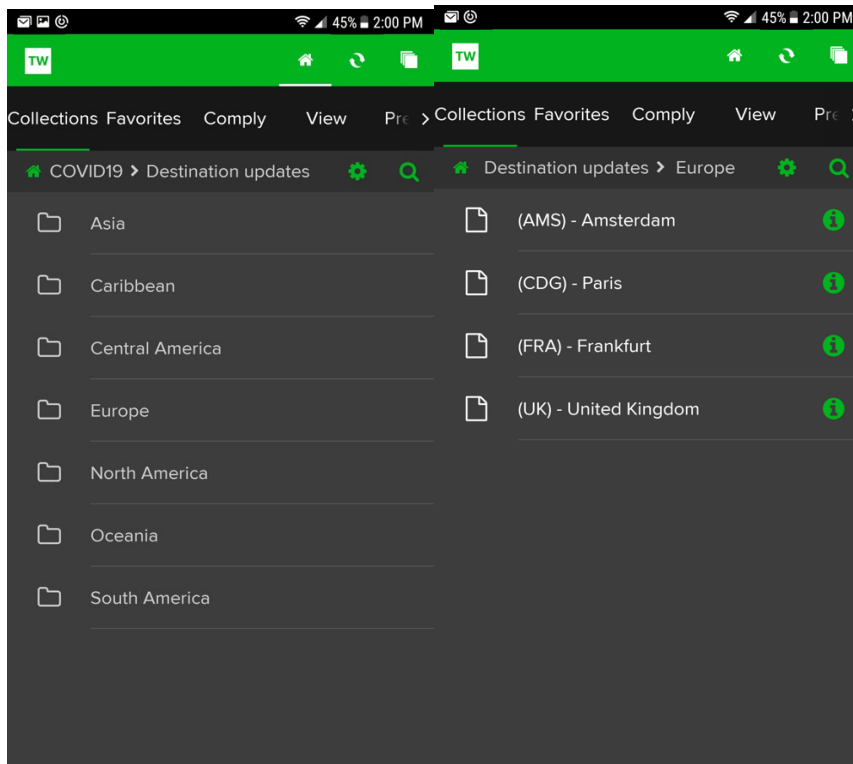 45% 2:00 PM
TW
Collections Favorites Comply View Pre
COVID19 > Destination updates
Asia
Caribbean
Central America
Europe
North America
Oceania
South America
45% 2:00 PM
TW
Collections Favorites Comply View Pre
Destination updates > Europe
(AMS) - Amsterdam
(CDG) - Paris
(FRA) - Frankfurt
(UK) - United Kingdom